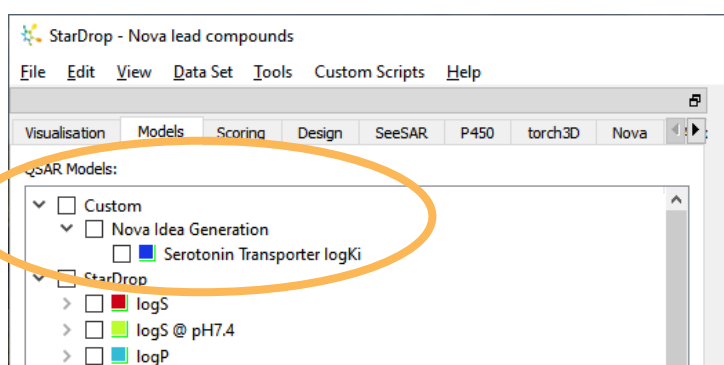 StarDrop - Nova lead compounds
File Edit View Data Set Tools Custom Scripts Help
Visualisation Models Scoring Design SeeSAR P450 torch3D Nova
QSAR Models:
Custom
Nova Idea Generation
Serotonin Transporter logKi
StarDrop
logS
logS @ pH7.4
logP